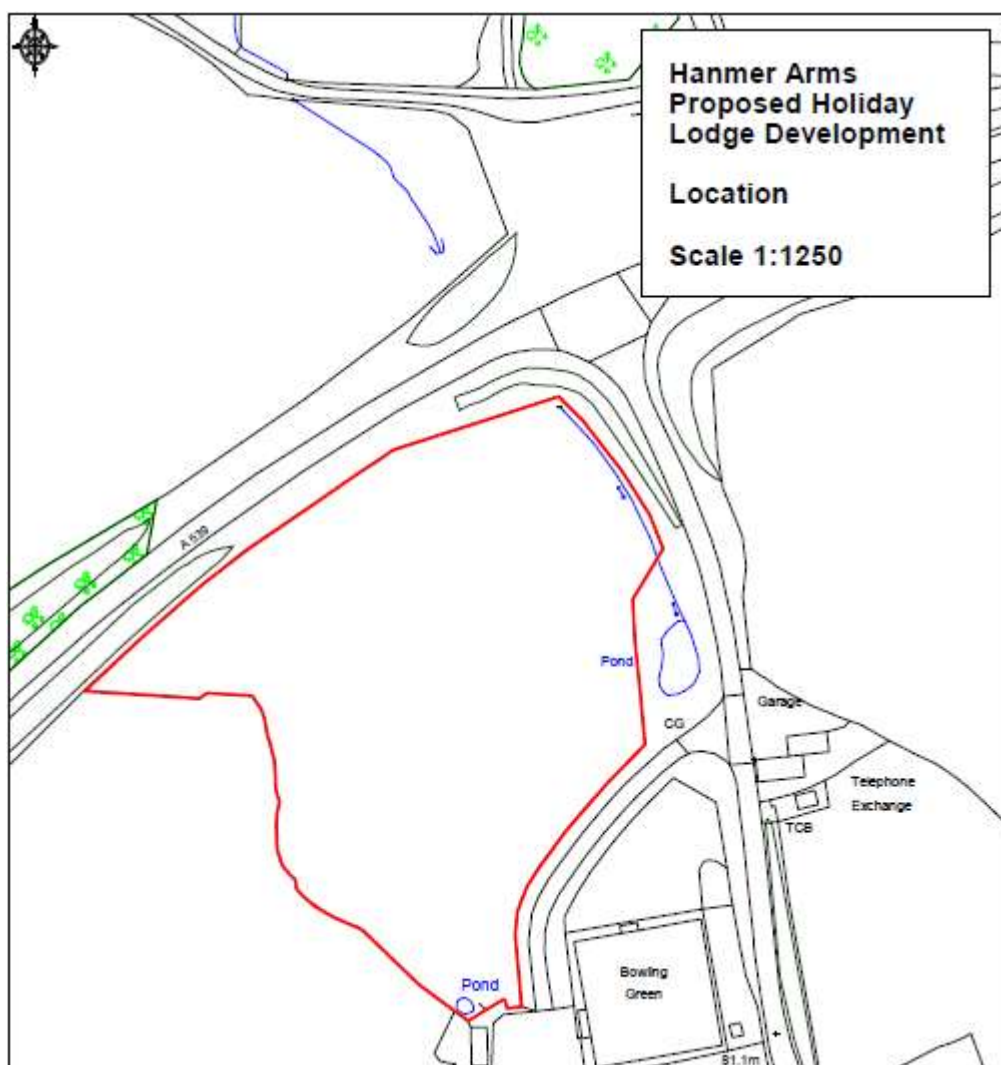 Hanmer Arms
Proposed Holiday
Lodge Development
Location
Scale 1:1250
A 539
Pond
CG
Garage
Telephone
Exchange
TCB
Pond
Bowling
Green
81.1m